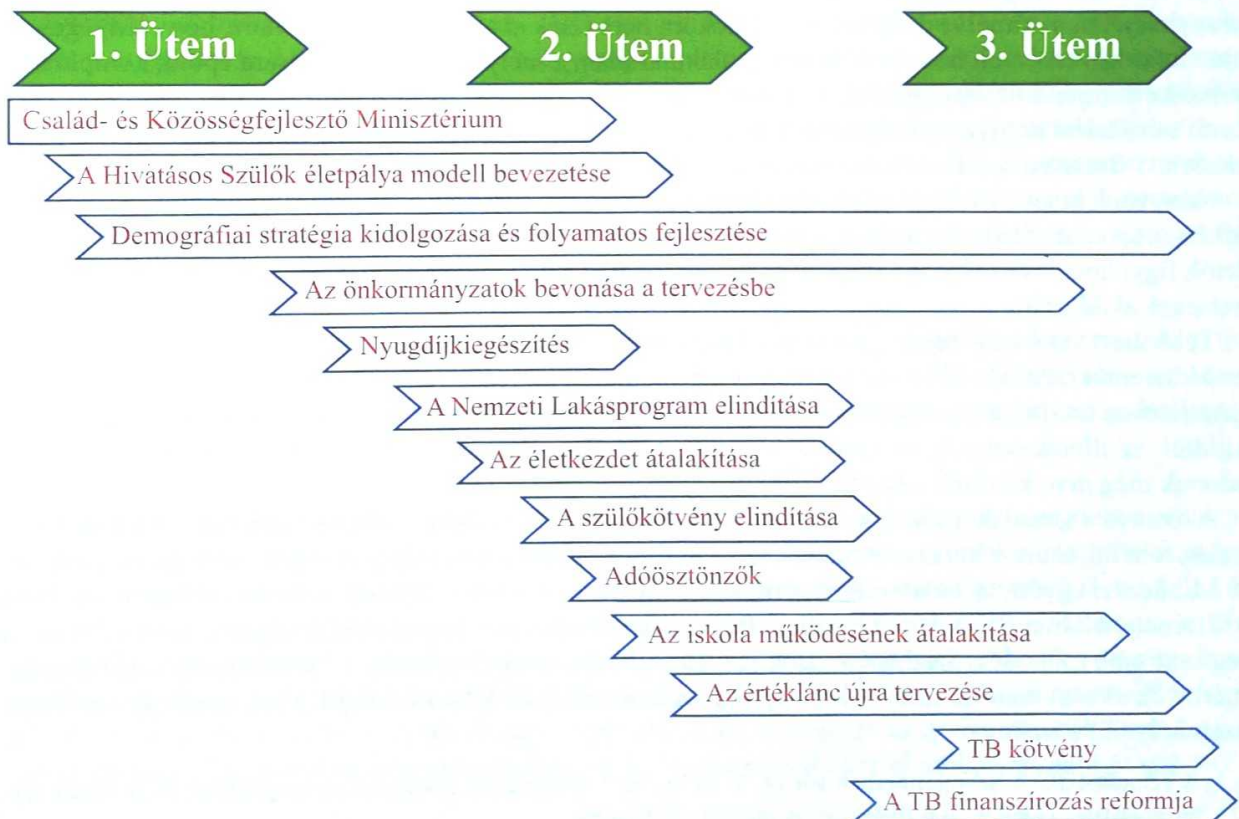 1. Ütem 2. Ütem 3. Ütem
Család- és Közösségfejlesztő Minisztérium
A Hivatásos Szülők életpálya modell bevezetése
Demográfiai stratégia kidolgozása és folyamatos fejlesztése
Az önkormányzatok bevonása a tervezésbe
Nyugdíjkiegészítés
A Nemzeti Lakásprogram elindítása
Az életkezdet átalakítása
A szülőkötvény elindítása
Adóösztönzők
Az iskola működésének átalakítása
Az értéklánc újra tervezése
TB kötvény
A TB finanszírozás reformja